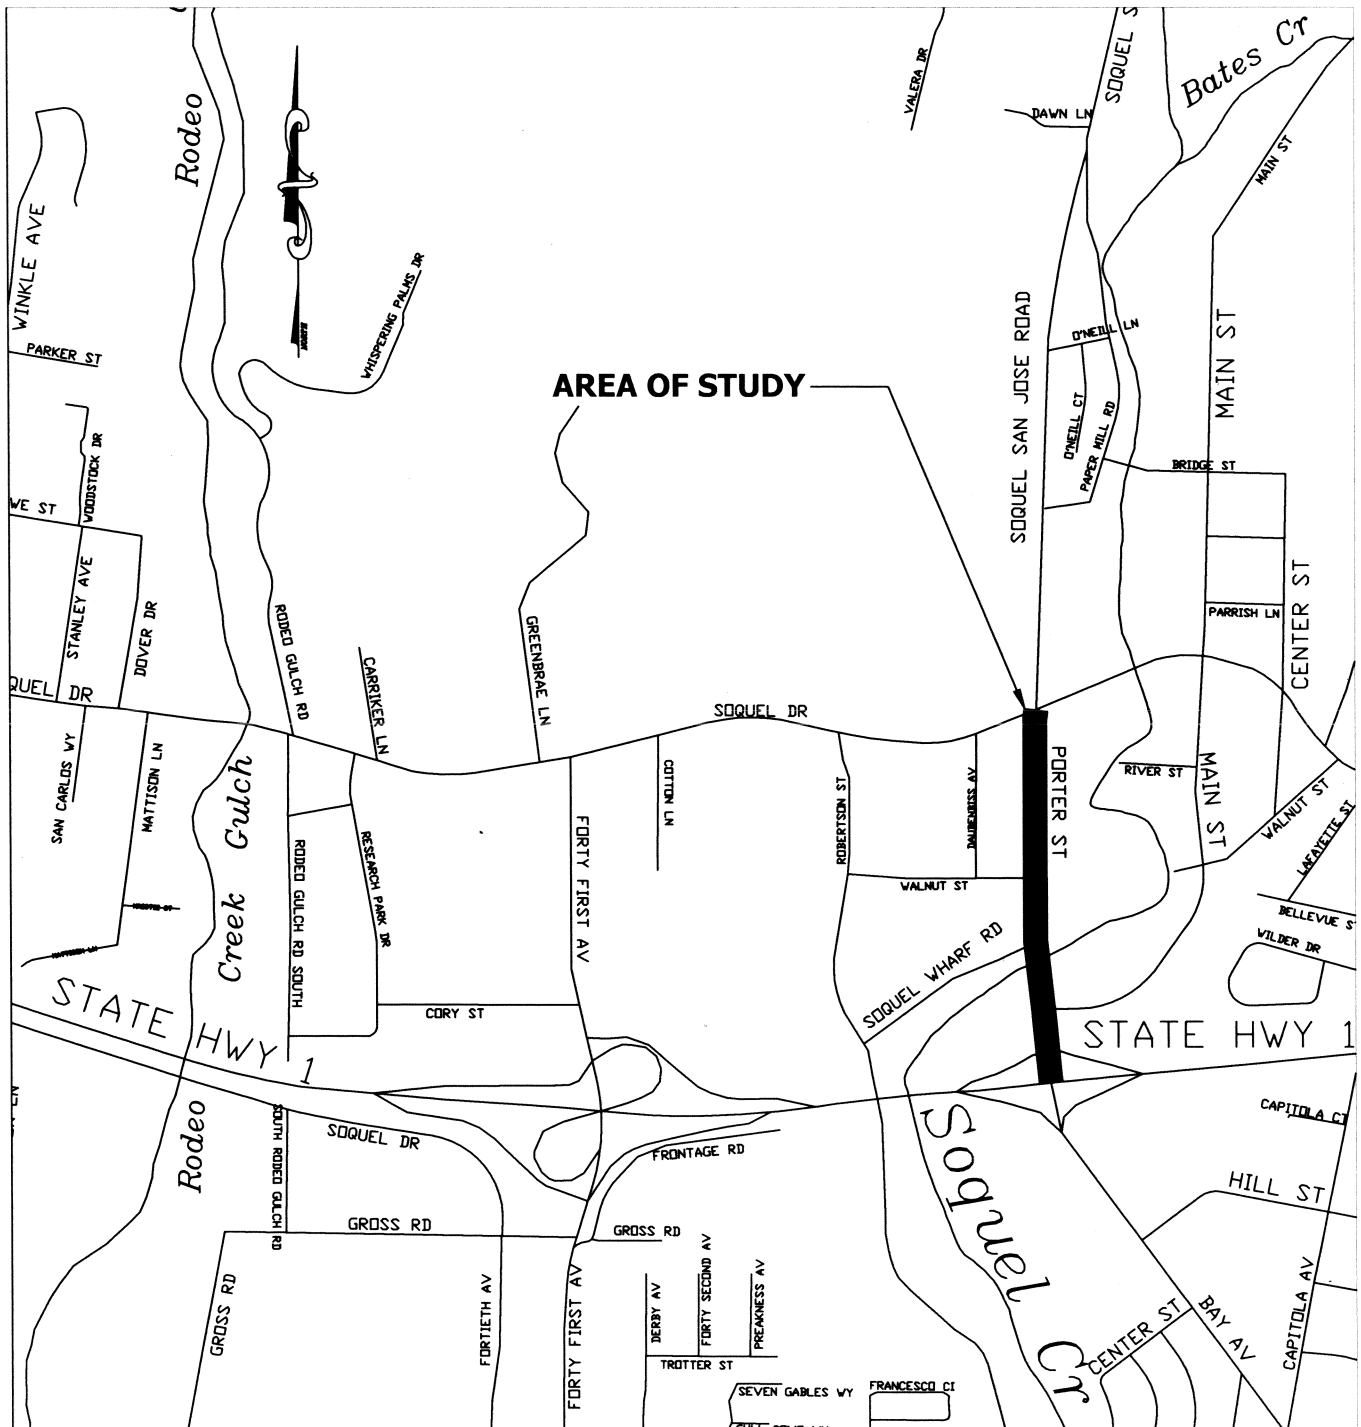 Rodeo
VALERA DR
SOQUEL S
Bates Cr
DAWN LN
MAIN ST
WINKLE AVE
WHISPERING PALMS DR
NORTH
PARKER ST
SOQUEL SAN JOSE ROAD
O'NEILL LN
MAIN ST
AREA OF STUDY
O'NEILL CT
PAPER MILL RD
BRIDGE ST
WOODSTOCK DR
WE ST
STANLEY AVE
DOVER DR
RODEO GULCH RD
CARRIKER LN
GREENBRAE LN
PARRISH LN
CENTER ST
QUEL DR
SOQUEL DR
SAN CARLOS WY
MATTISON LN
Creek Gulch
COTTON LN
ROBERTSON ST
DAUBENBISS AV
PORTER ST
RIVER ST
MAIN ST
WALNUT ST
LAFAYETTE ST
RODEO GULCH RD SOUTH
RESEARCH PARK DR
FORTY FIRST AV
WALNUT ST
BELLEVUE S
WILDER DR
MATTISON LN
SOQUEL WHARF RD
STATE HWY 1
CORY ST
STATE HWY 1
LN
Rodeo
SOUTH RODEO GULCH RD
SOQUEL DR
FRONTAGE RD
CAPITOLA CT
Soquel Cr
HILL ST
GROSS RD
GROSS RD
GROSS RD
FORTIETH AV
FORTY FIRST AV
DERBY AV
FORTY SECOND AV
PREAKNESS AV
TROTTER ST
CENTER ST
BAY AV
CAPITOLA AV
SEVEN GABLES WY
FRANCESCO CI